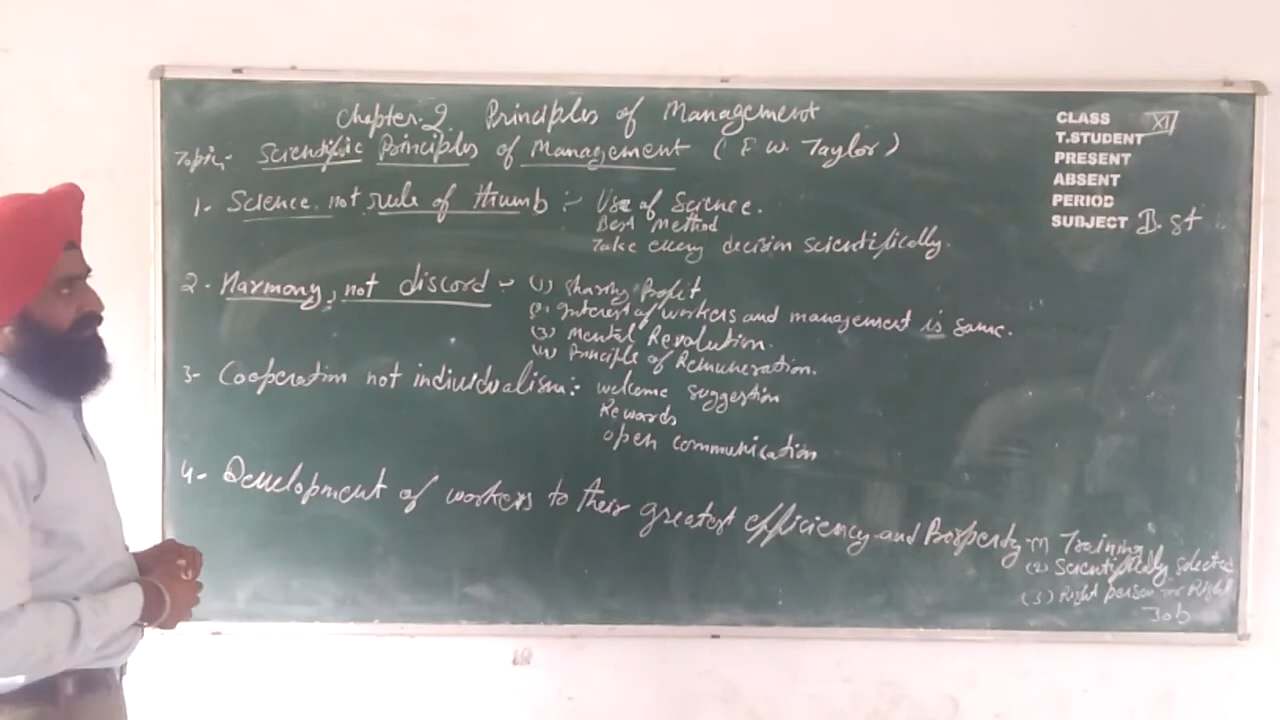 Chapter-2 Principles of Management
Topic:- Scientific Principles of Management (F. W. Taylor)
1- Science, not rule of thumb :- Use of Science.
Best Method
Take every decision scientifically.
2- Harmony, not discord :- (1) Sharing Profit
(2) Interest of workers and management is same.
(3) Mental Revolution.
(4) Principle of Remuneration.
3- Cooperation not individualism:- welcome suggestion
Rewards
open communication
4- Development of workers to their greatest efficiency and Prosperty (1) Training
(2) Scientifically selected
(3) Right person Right
Job
CLASS XI
T.STUDENT
PRESENT
ABSENT
PERIOD
SUBJECT B.st